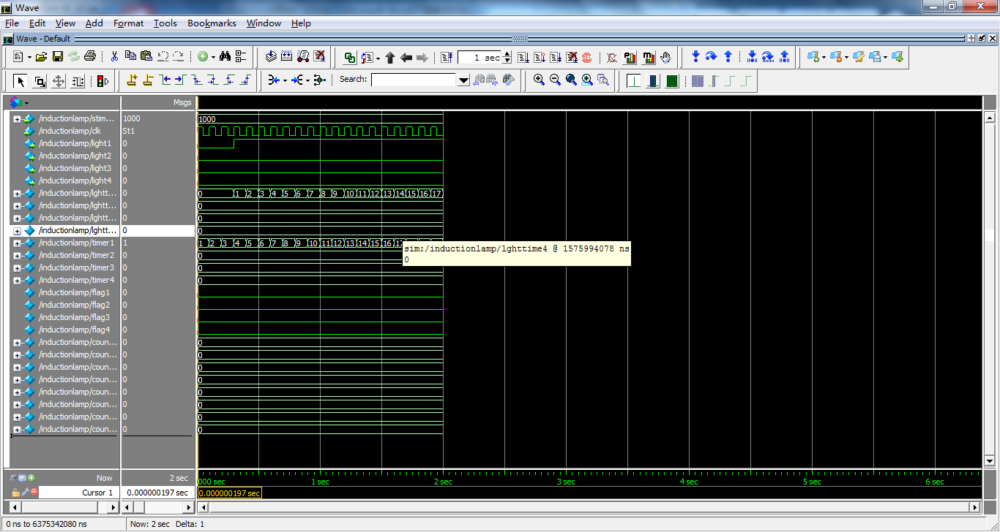 Wave
File Edit View Add Format Tools Bookmarks Window Help
Wave - Default
1 sec
Search:
Msgs
/inductionlamp/stim... 1000 1000
/inductionlamp/clk St1
/inductionlamp/light1 0
/inductionlamp/light2 0
/inductionlamp/light3 0
/inductionlamp/light4 0
/inductionlamp/lghtt... 0 0 1 2 3 4 5 6 7 8 9 10 11 12 13 14 15 16 17
/inductionlamp/lghtt... 0 0
/inductionlamp/lghtt... 0 0
/inductionlamp/lghtt... 0 0
/inductionlamp/timer1 1 1 2 3 4 5 6 7 8 9 10 11 12 13 14 15 16
sim:/inductionlamp/lghttime4 @ 1575994078 ns
0
/inductionlamp/timer2 0 0
/inductionlamp/timer3 0 0
/inductionlamp/timer4 0 0
/inductionlamp/flag1 0
/inductionlamp/flag2 0
/inductionlamp/flag3 0
/inductionlamp/flag4 0
/inductionlamp/coun... 0 0
/inductionlamp/coun... 0 0
/inductionlamp/coun... 0 0
/inductionlamp/coun... 0 0
/inductionlamp/coun... 0 0
/inductionlamp/coun... 0 0
/inductionlamp/coun... 0 0
/inductionlamp/coun... 0 0
Now 2 sec 000 sec 1 sec 2 sec 3 sec 4 sec 5 sec 6 sec
Cursor 1 0.000000197 sec 0.000000197 sec
0 ns to 6375342080 ns Now: 2 sec Delta: 1